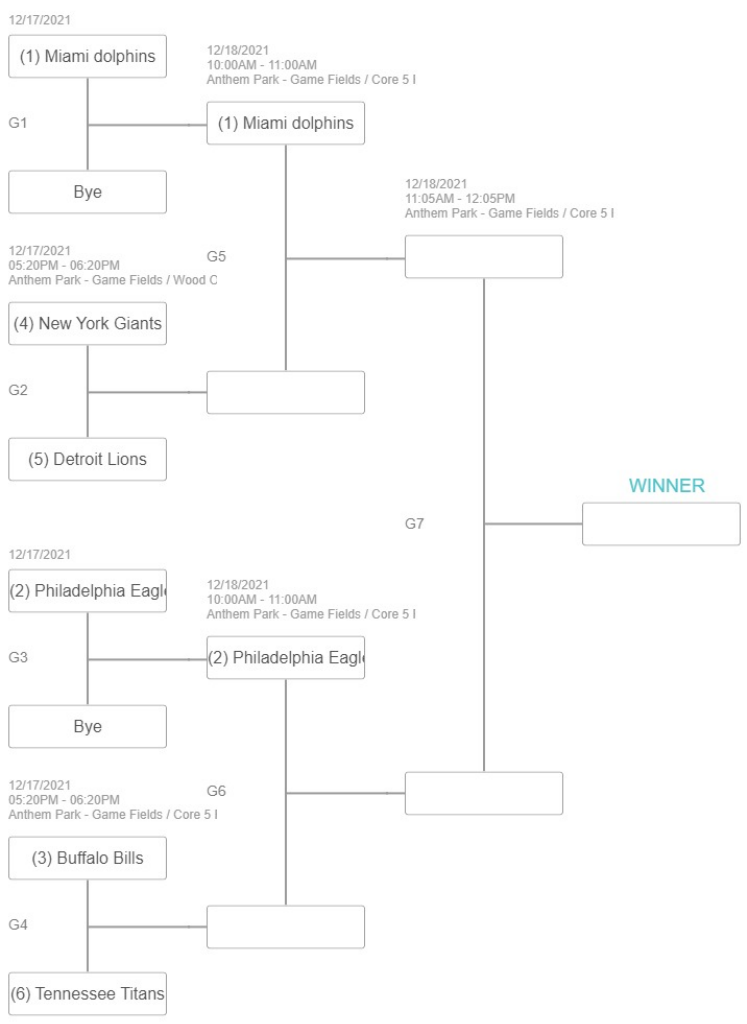 12/17/2021
(1) Miami dolphins
G1
Bye
12/18/2021
10:00AM - 11:00AM
Anthem Park - Game Fields / Core 5 I
(1) Miami dolphins
12/17/2021
05:20PM - 06:20PM
Anthem Park - Game Fields / Wood C
(4) New York Giants
G2
(5) Detroit Lions
G5
12/18/2021
11:05AM - 12:05PM
Anthem Park - Game Fields / Core 5 I
G7
WINNER
12/17/2021
(2) Philadelphia Eagl
G3
Bye
12/18/2021
10:00AM - 11:00AM
Anthem Park - Game Fields / Core 5 I
(2) Philadelphia Eagl
12/17/2021
05:20PM - 06:20PM
Anthem Park - Game Fields / Core 5 I
(3) Buffalo Bills
G4
(6) Tennessee Titans
G6